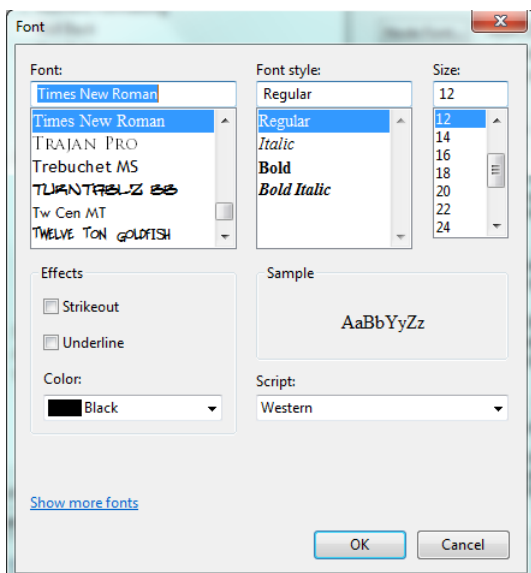 Font
Font:
Font style:
Size:
Times New Roman
Regular
12
Times New Roman
TRAJAN PRO
Trebuchet MS
TURNTABLZ BB
Tw Cen MT
TWELVE TON GOLDFISH
Regular
Italic
Bold
Bold Italic
12
14
16
18
20
22
24
Effects
Strikeout
Underline
Color:
Black
Sample
AaBbYyZz
Script:
Western
Show more fonts
OK
Cancel